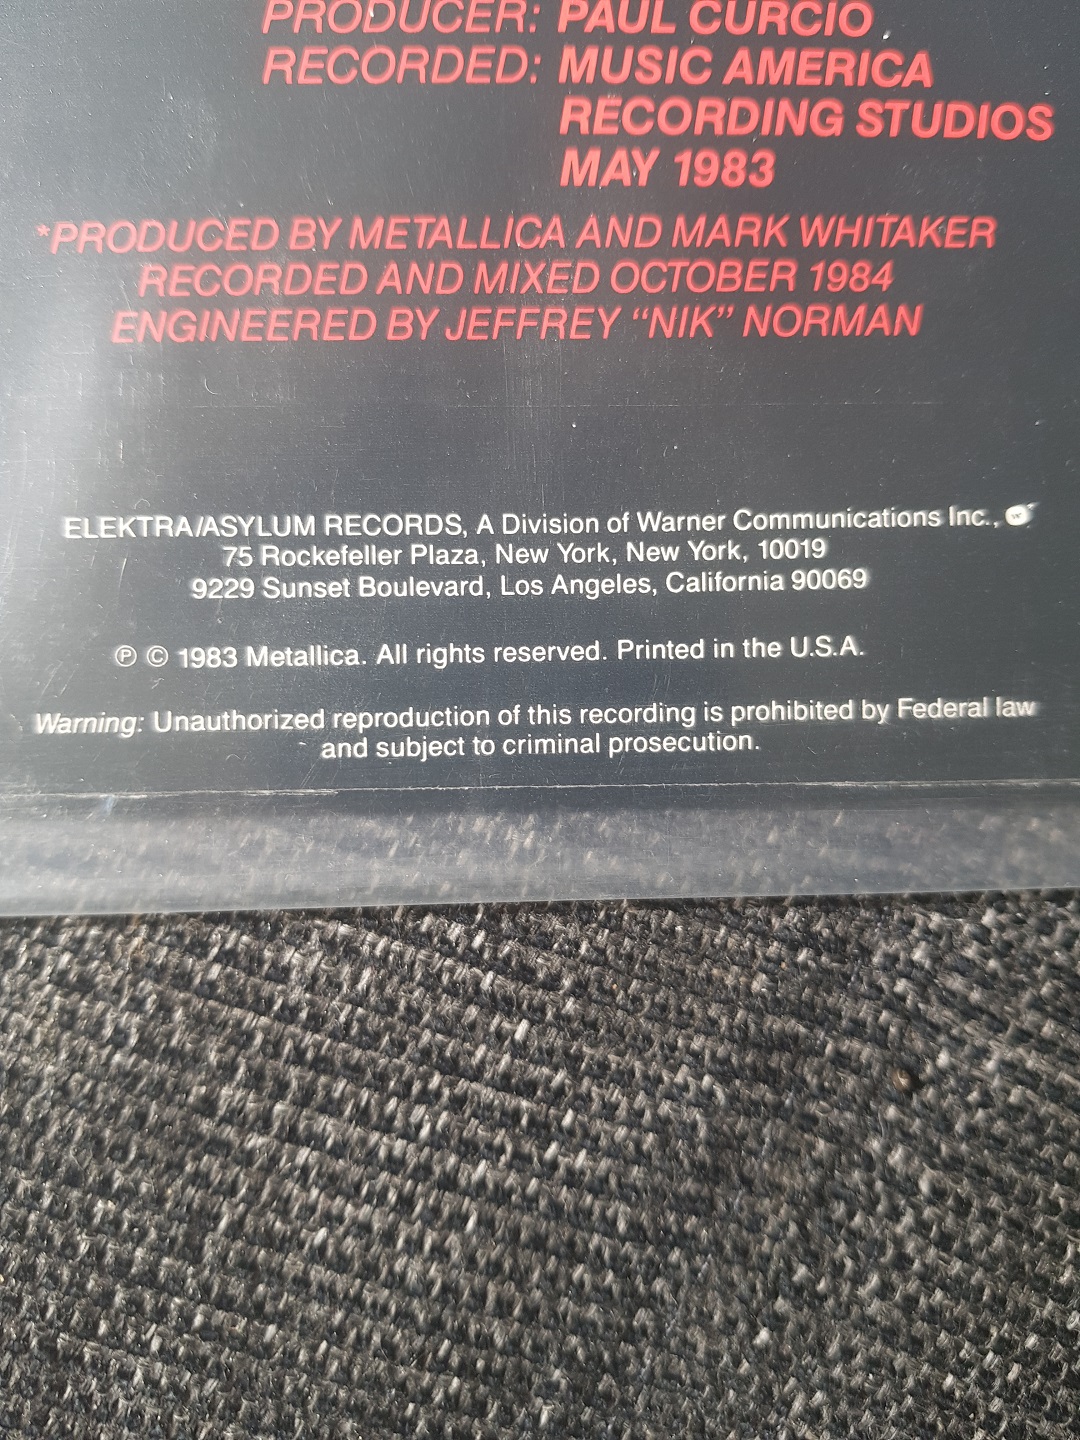 PRODUCER: PAUL CURCIO
RECORDED: MUSIC AMERICA
RECORDING STUDIOS
MAY 1983
*PRODUCED BY METALLICA AND MARK WHITAKER
RECORDED AND MIXED OCTOBER 1984
ENGINEERED BY JEFFREY “NIK” NORMAN
ELEKTRA/ASYLUM RECORDS, A Division of Warner Communications Inc.,
75 Rockefeller Plaza, New York, New York, 10019
9229 Sunset Boulevard, Los Angeles, California 90069
℗ © 1983 Metallica. All rights reserved. Printed in the U.S.A.
Warning: Unauthorized reproduction of this recording is prohibited by Federal law
and subject to criminal prosecution.